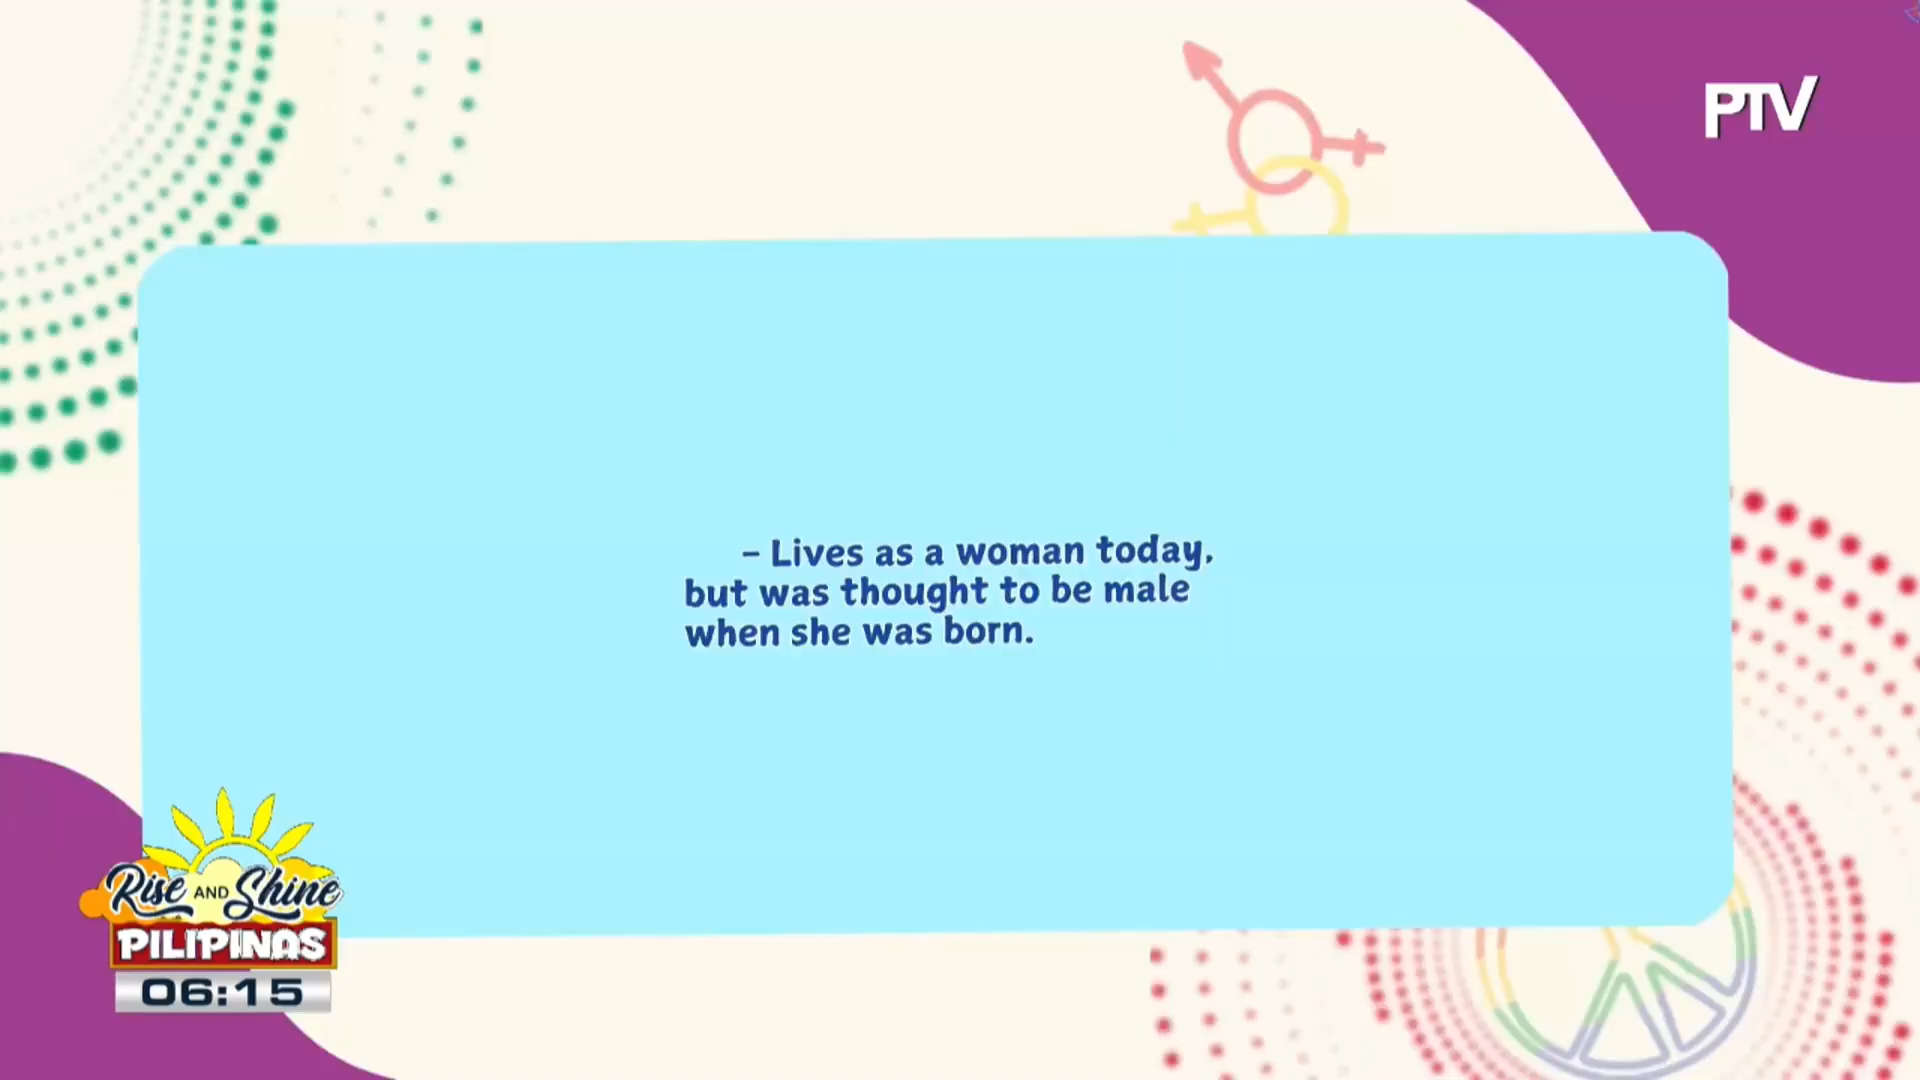 PTV
– Lives as a woman today,
but was thought to be male
when she was born.
Rise AND Shine
PILIPINAS
06:15